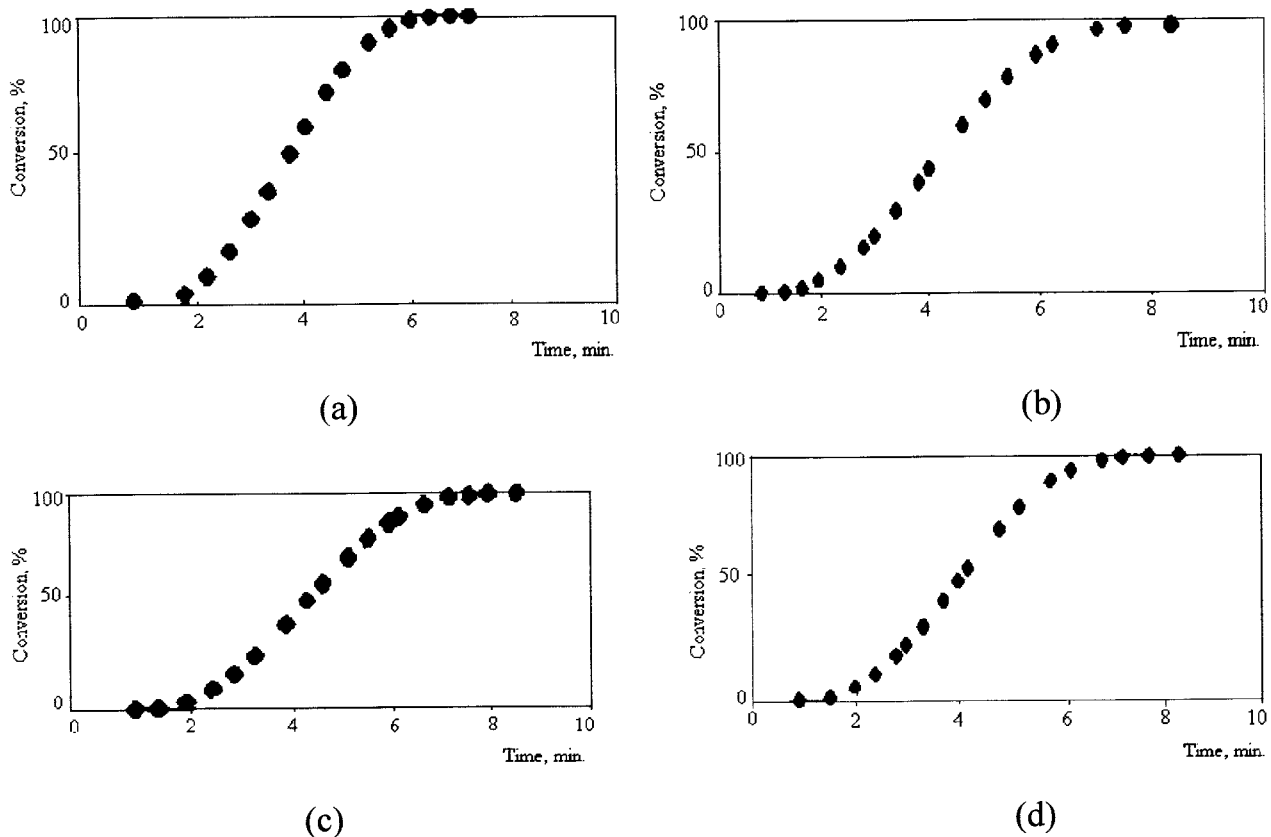 100
Conversion, %
50
0
0 2 4 6 8 10
Time, min.
(a)
100
Conversion, %
50
0
0 2 4 6 8 10
Time, min.
(b)
100
Conversion, %
50
0
0 2 4 6 8 10
Time, min.
(c)
100
Conversion, %
50
0
0 2 4 6 8 10
Time, min.
(d)